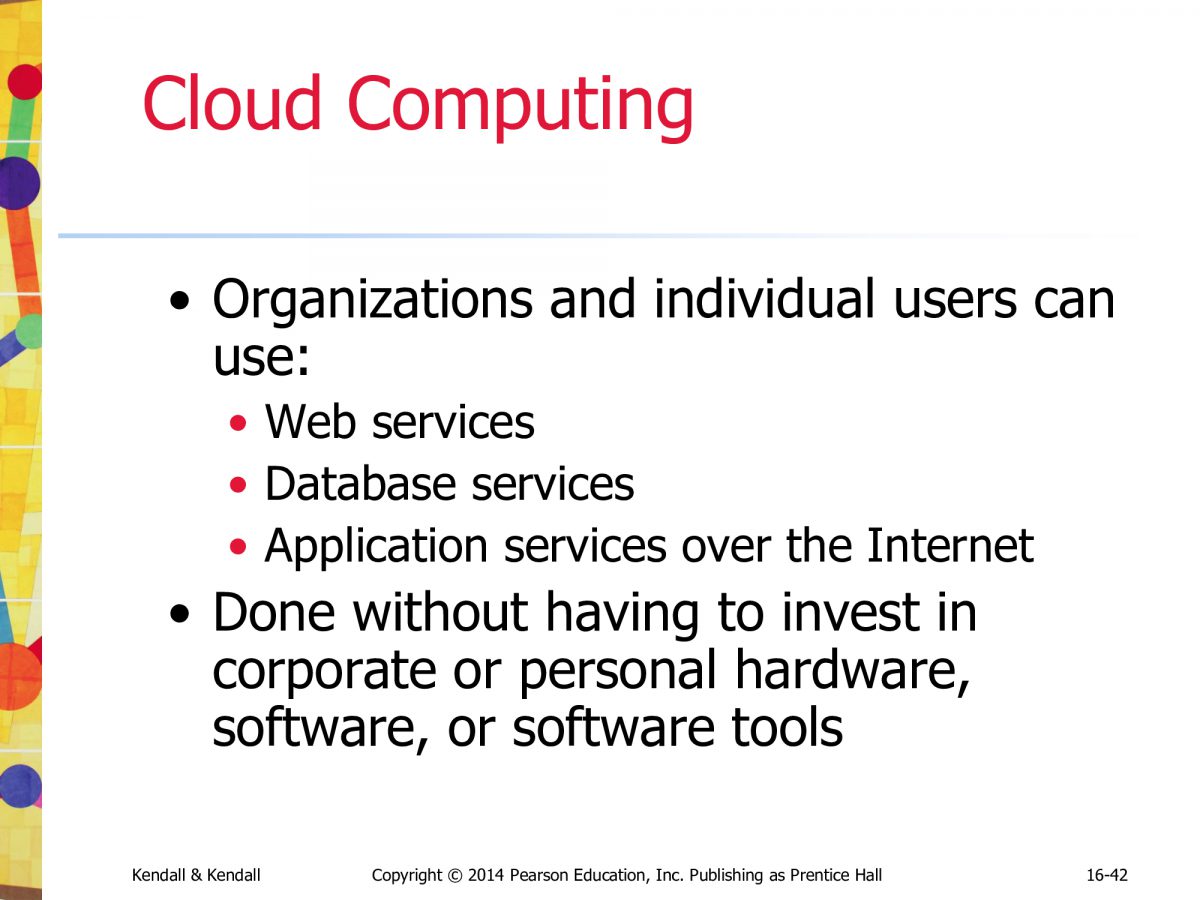 Cloud Computing
• Organizations and individual users can
use:
• Web services
• Database services
• Application services over the Internet
• Done without having to invest in
corporate or personal hardware,
software, or software tools
Kendall & Kendall Copyright © 2014 Pearson Education, Inc. Publishing as Prentice Hall 16-42